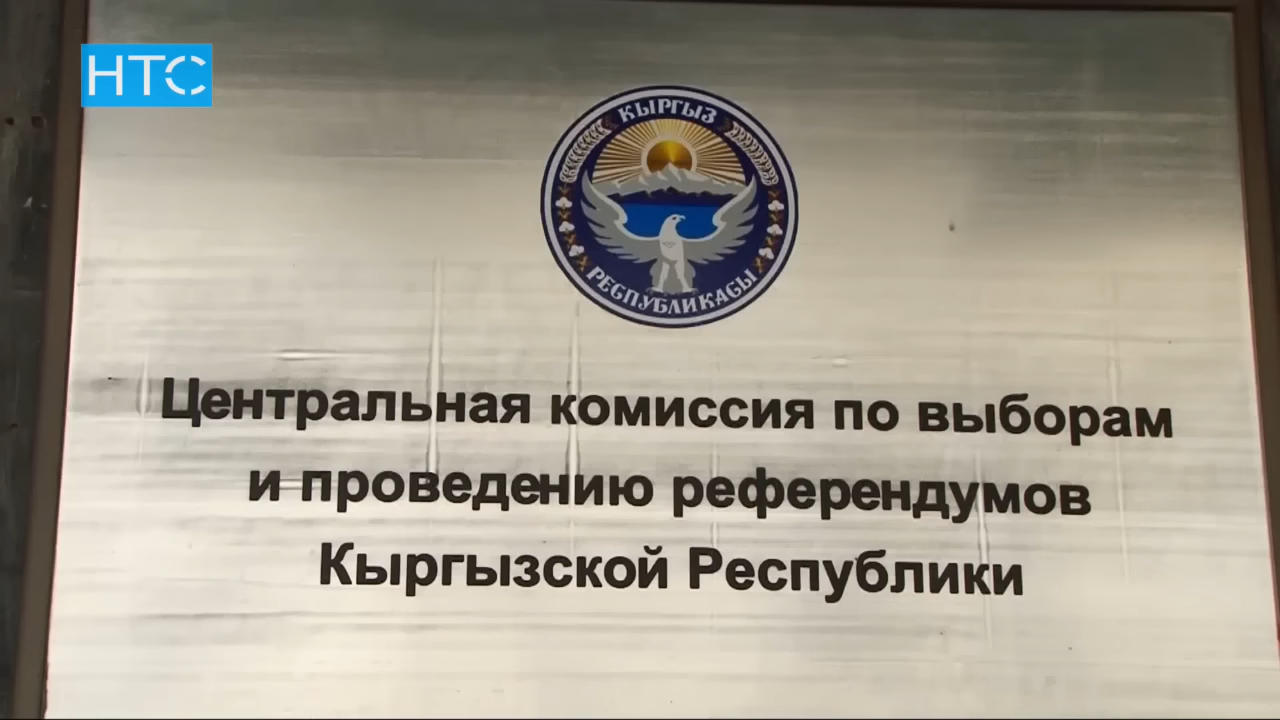 НТС
КЫРГЫЗ
РЕСПУБЛИКАСЫ
Центральная комиссия по выборам
и проведению референдумов
Кыргызской Республики